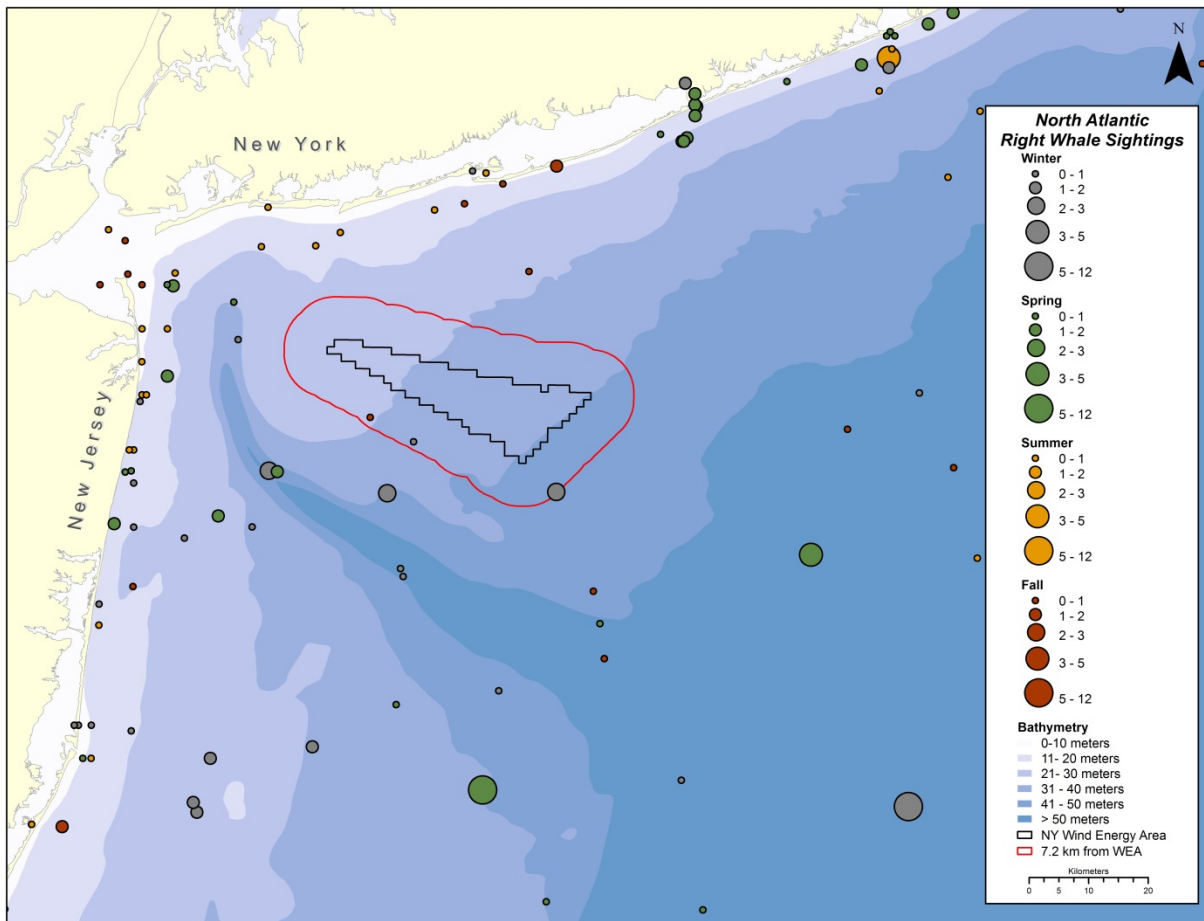 New York
New Jersey
N
North Atlantic
Right Whale Sightings
Winter
0 - 1
1 - 2
2 - 3
3 - 5
5 - 12
Spring
0 - 1
1 - 2
2 - 3
3 - 5
5 - 12
Summer
0 - 1
1 - 2
2 - 3
3 - 5
5 - 12
Fall
0 - 1
1 - 2
2 - 3
3 - 5
5 - 12
Bathymetry
0-10 meters
11- 20 meters
21- 30 meters
31 - 40 meters
41 - 50 meters
> 50 meters
NY Wind Energy Area
7.2 km from WEA
Kilometers
0 5 10 20